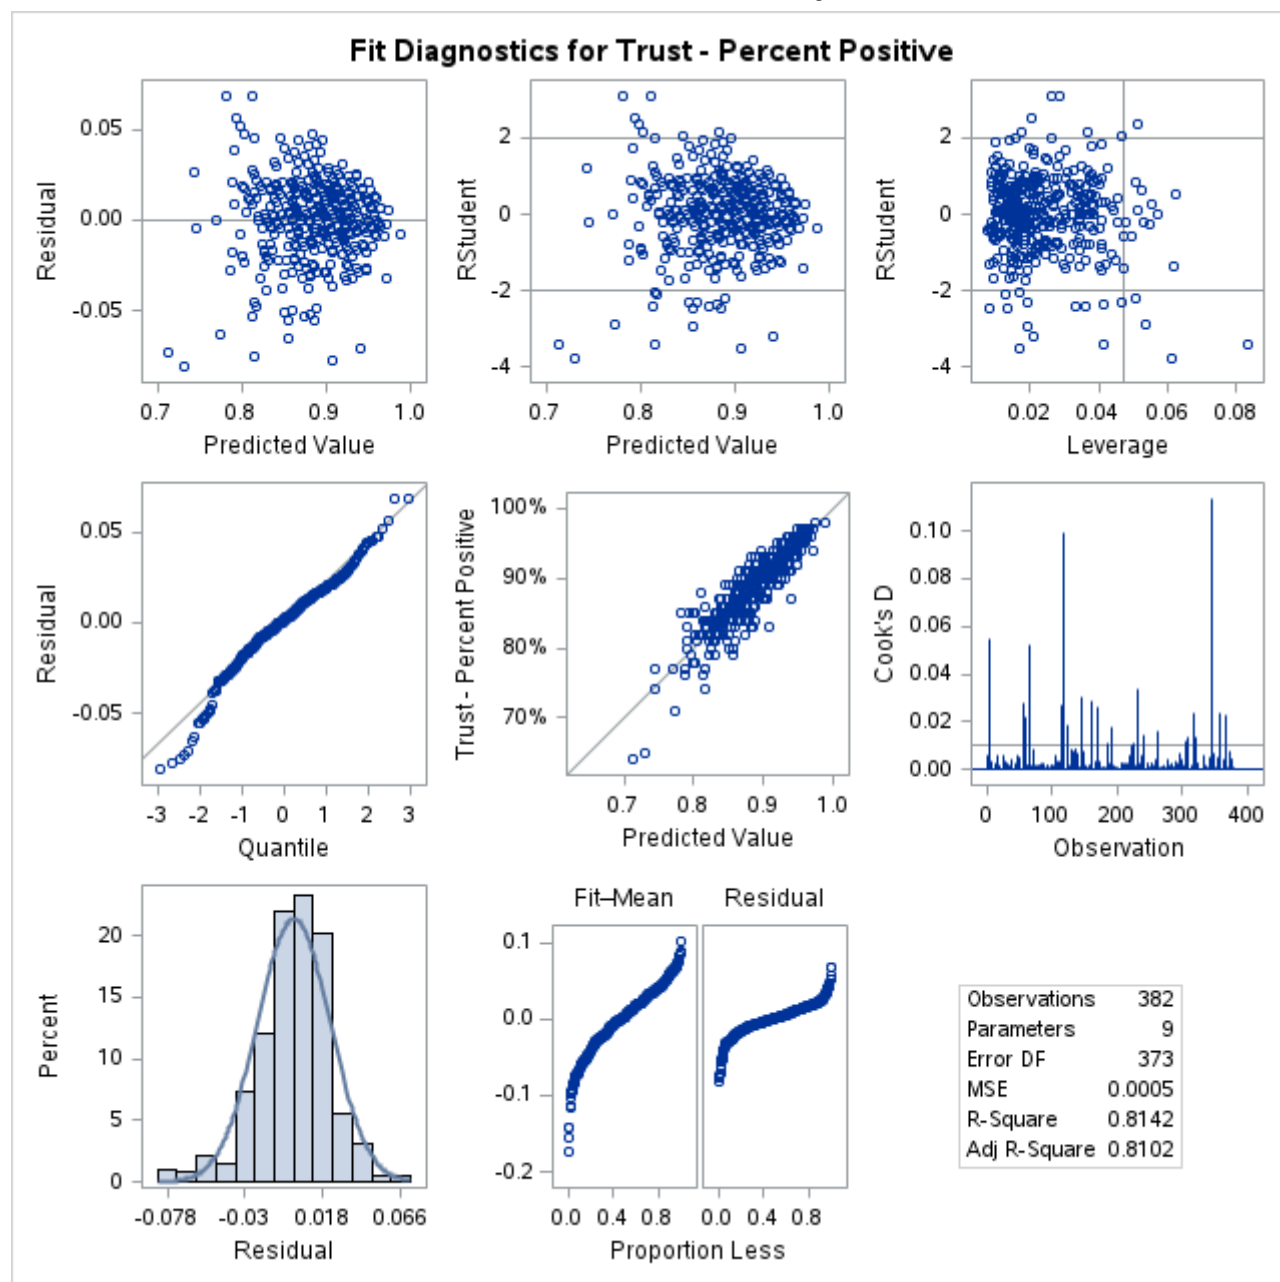 Fit Diagnostics for Trust - Percent Positive
0.05
0.00
-0.05
Residual
0.7 0.8 0.9 1.0
Predicted Value
2
0
-2
-4
RStudent
0.7 0.8 0.9 1.0
Predicted Value
2
0
-2
-4
RStudent
0.02 0.04 0.06 0.08
Leverage
0.05
0.00
-0.05
Residual
-3 -2 -1 0 1 2 3
Quantile
100%
90%
80%
70%
Trust - Percent Positive
0.7 0.8 0.9 1.0
Predicted Value
0.10
0.08
0.06
0.04
0.02
0.00
Cook's D
0 100 200 300 400
Observation
20
15
10
5
0
Percent
-0.078 -0.03 0.018 0.066
Residual
Fit–Mean Residual
0.1
0.0
-0.1
-0.2
0.0 0.4 0.8 0.0 0.4 0.8
Proportion Less
Observations 382
Parameters 9
Error DF 373
MSE 0.0005
R-Square 0.8142
Adj R-Square 0.8102